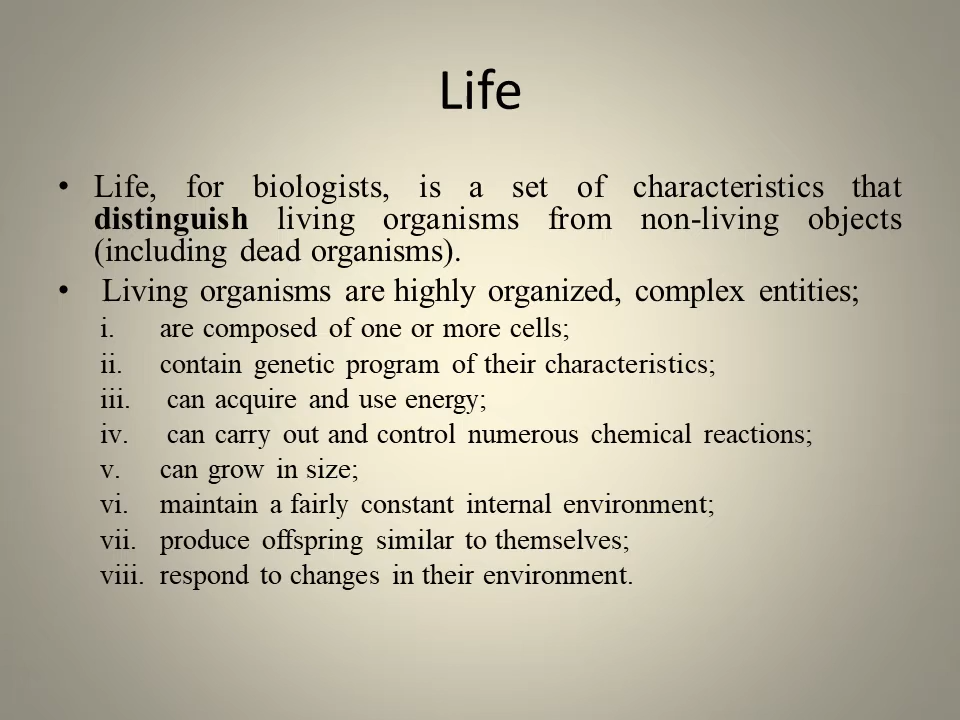 Life
• Life, for biologists, is a set of characteristics that
distinguish living organisms from non-living objects
(including dead organisms).
• Living organisms are highly organized, complex entities;
i. are composed of one or more cells;
ii. contain genetic program of their characteristics;
iii. can acquire and use energy;
iv. can carry out and control numerous chemical reactions;
v. can grow in size;
vi. maintain a fairly constant internal environment;
vii. produce offspring similar to themselves;
viii. respond to changes in their environment.